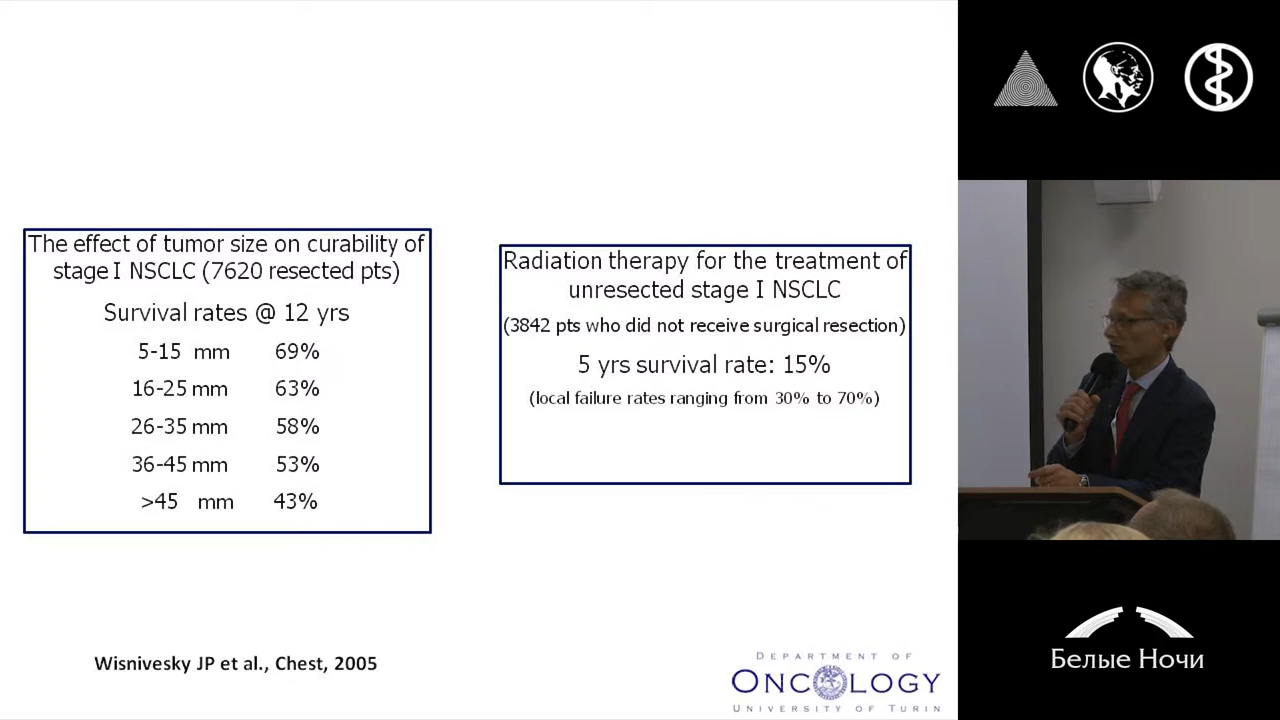 The effect of tumor size on curability of
stage I NSCLC (7620 resected pts)
Survival rates @ 12 yrs
5-15 mm 69%
16-25 mm 63%
26-35 mm 58%
36-45 mm 53%
>45 mm 43%
Radiation therapy for the treatment of
unresected stage I NSCLC
(3842 pts who did not receive surgical resection)
5 yrs survival rate: 15%
(local failure rates ranging from 30% to 70%)
Wisnivesky JP et al., Chest, 2005
DEPARTMENT OF
ONCOLOGY
UNIVERSITY OF TURIN
Белые Ночи